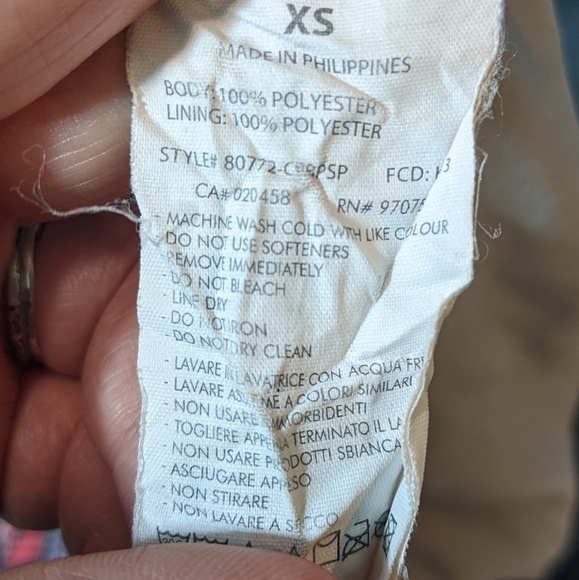 XS
MADE IN PHILIPPINES
BODY: 100% POLYESTER
LINING: 100% POLYESTER
STYLE# 80772- FCD:
CA# 020458 RN#
- MACHINE WASH COLD WITH LIKE COLOUR
- DO NOT USE SOFTENERS
REMOVE IMMEDIATELY
- DO NOT BLEACH
- LINE DRY
- DO NOT IRON
- DO NOT DRY CLEAN
- LAVARE IN LAVATRICE CON ACQUA
- LAVARE ASSIEME A COLORI SIMILARI
- NON USARE AMMORBIDENTI
- TOGLIERE APPENA TERMINATO IL
- NON USARE PRODOTTI
- ASCIUGARE APPESO
- NON STIRARE
- NON LAVARE A SECCO